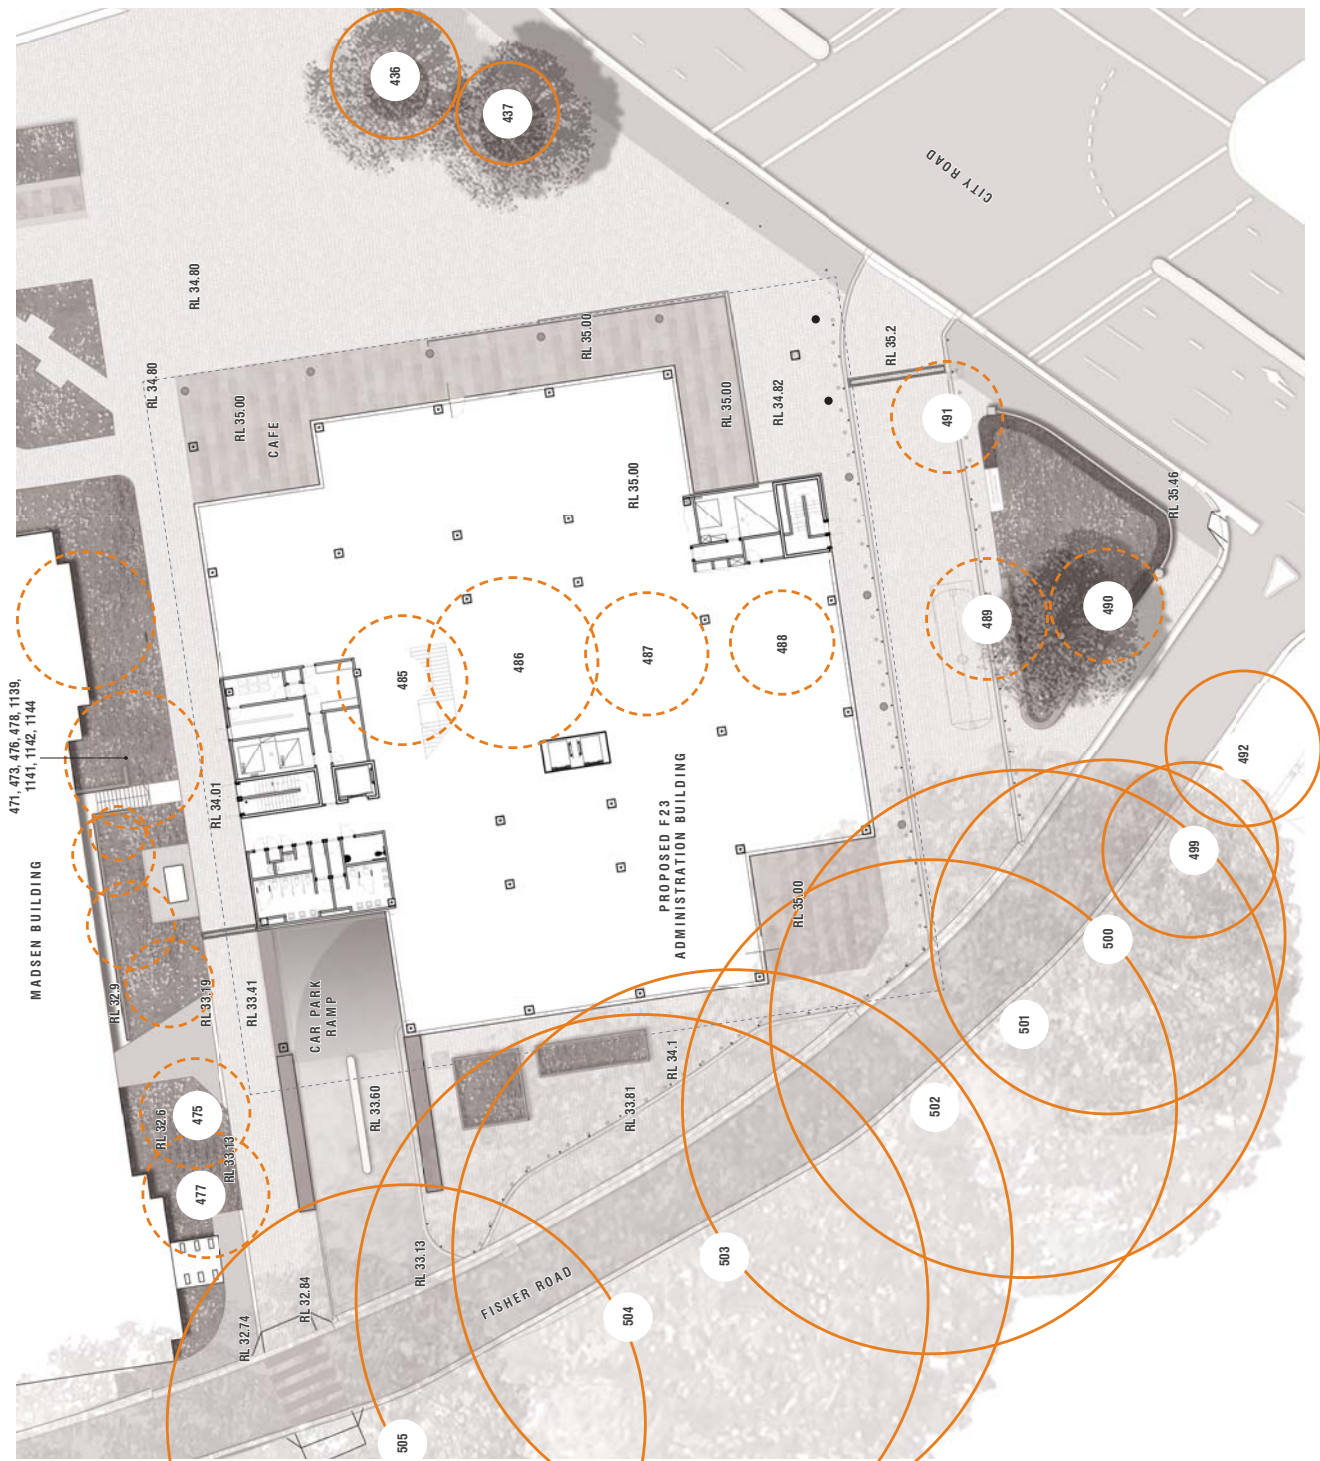 436
437
CITY ROAD
RL 34.80
RL 34.80
RL 35.00
RL 35.2
RL 35.00
CAFE
RL 35.00
RL 34.82
491
RL 35.00
RL 35.46
489
490
485
486
487
488
471, 473, 476, 478, 1139,
1141, 1142, 1144
MADSEN BUILDING
RL 34.01
PROPOSED F23
ADMINISTRATION BUILDING
492
499
RL 35.00
500
RL 32.9
RL 33.19
RL 33.41
CAR PARK
RAMP
501
RL 34.1
RL 33.81
502
RL 33.60
RL 32.6
475
RL 33.13
477
RL 33.13
503
FISHER ROAD
504
RL 32.84
RL 32.74
505